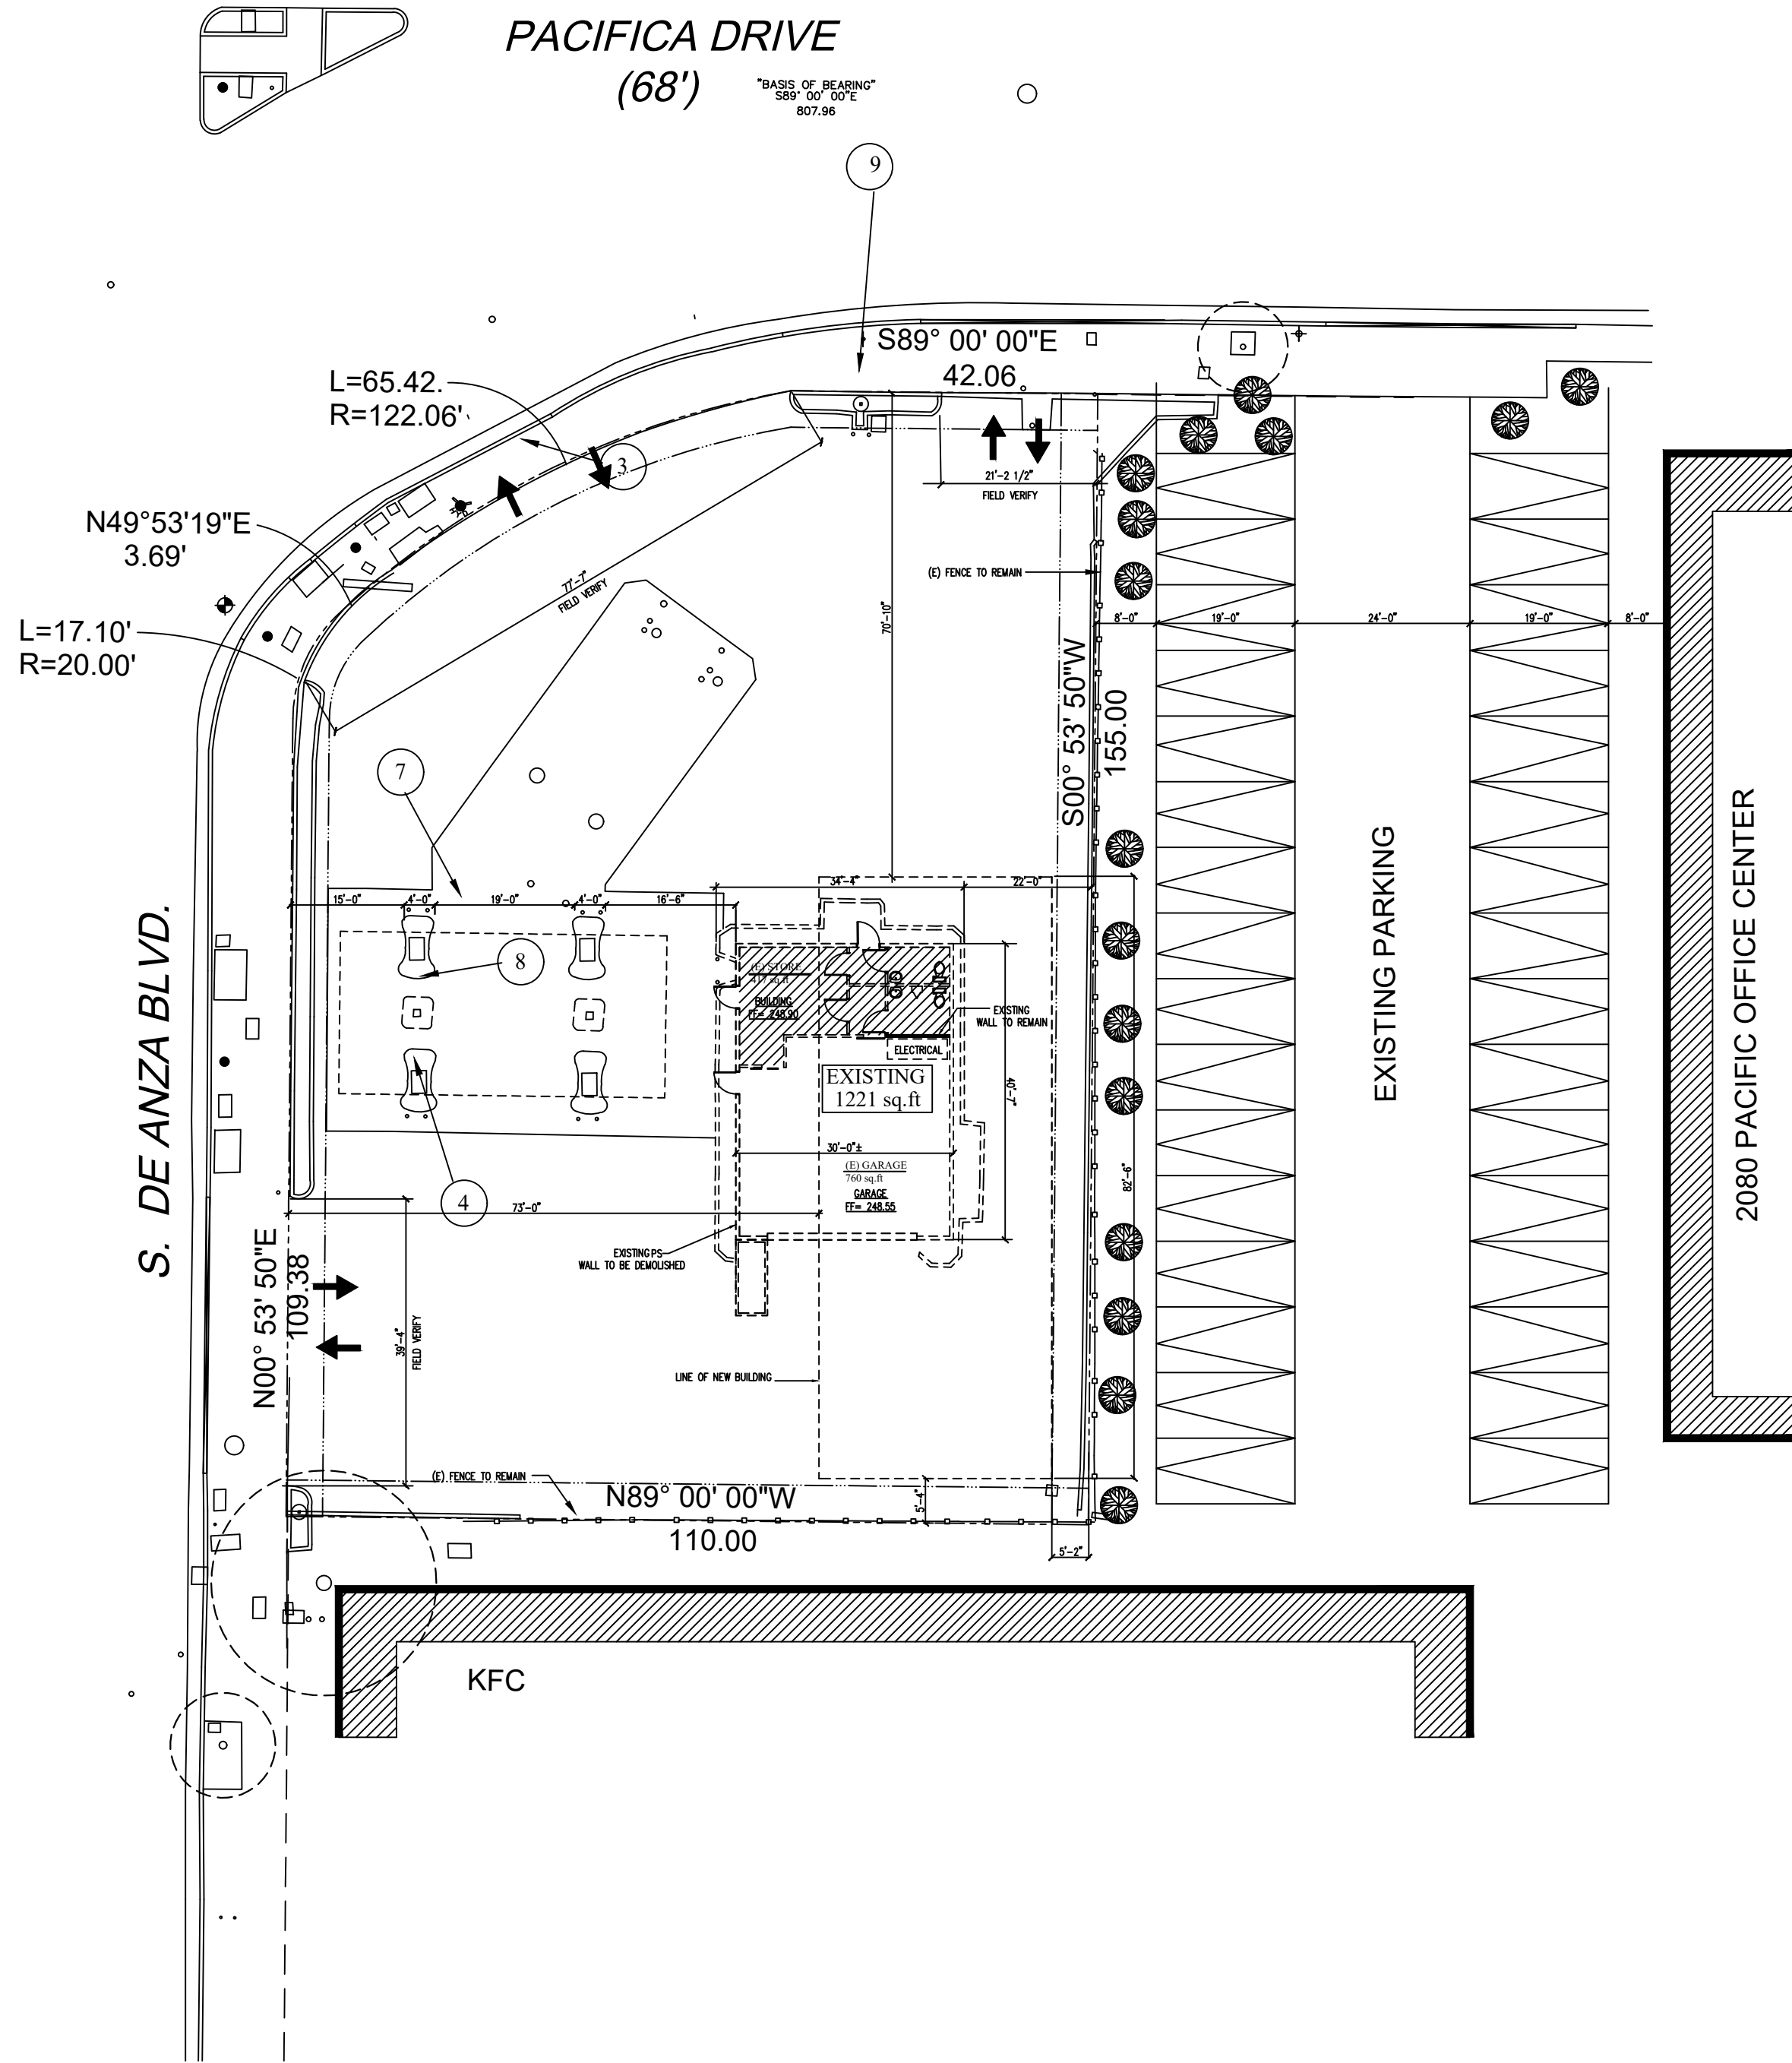 PACIFICA DRIVE
(68')
"BASIS OF BEARING"
S89° 00' 00"E
807.96
9
S89° 00' 00"E
42.06
L=65.42.
R=122.06'
3
21'-2 1/2"
FIELD VERIFY
N49°53'19"E
3.69'
77'-7"
FIELD VERIFY
(E) FENCE TO REMAIN
70'-10"
L=17.10'
R=20.00'
8'-0"
19'-0"
24'-0"
19'-0"
8'-0"
S00° 53' 50"W
155.00
7
15'-0"
4'-0"
19'-0"
4'-0"
16'-6"
34'-4"
22'-0"
8
(E) STORE
417 sq.ft
BUILDING
FF= 248.90
EXISTING
WALL TO REMAIN
ELECTRICAL
EXISTING
1221 sq.ft
40'-7"
30'-0"±
(E) GARAGE
760 sq.ft
GARAGE
FF= 248.55
82'-6"
4
73'-0"
EXISTING PS
WALL TO BE DEMOLISHED
S. DE ANZA BLVD.
N00° 53' 50"E
109.38
39'-4"
FIELD VERIFY
LINE OF NEW BUILDING
EXISTING PARKING
2080 PACIFIC OFFICE CENTER
(E) FENCE TO REMAIN
N89° 00' 00"W
110.00
5'-4"
5'-2"
KFC